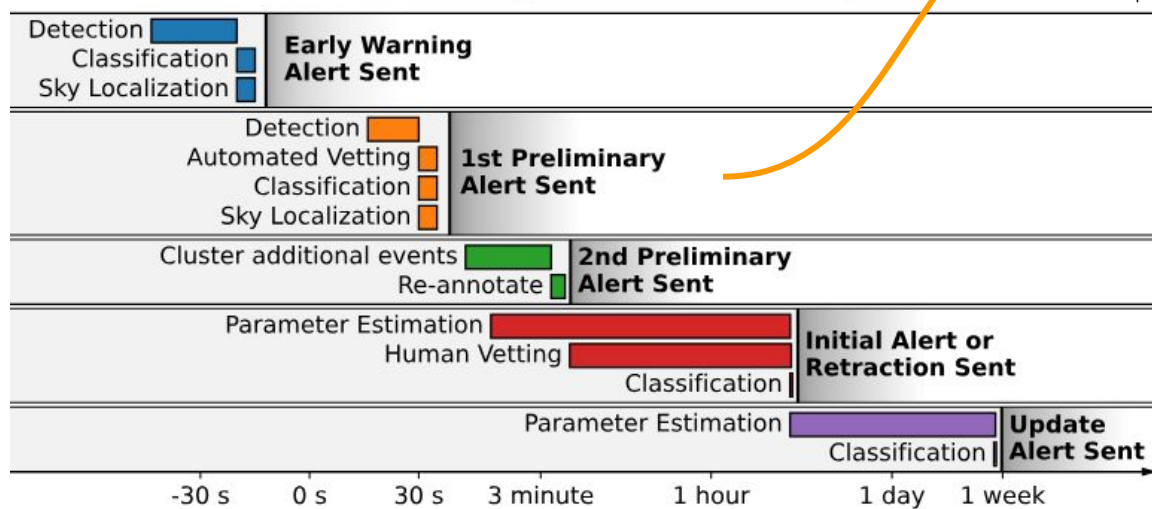 Detection
Classification
Sky Localization
Early Warning
Alert Sent
Detection
Automated Vetting
Classification
Sky Localization
1st Preliminary
Alert Sent
Cluster additional events
Re-annotate
2nd Preliminary
Alert Sent
Parameter Estimation
Human Vetting
Classification
Initial Alert or
Retraction Sent
Parameter Estimation
Classification
Update
Alert Sent
-30 s 0 s 30 s 3 minute 1 hour 1 day 1 week